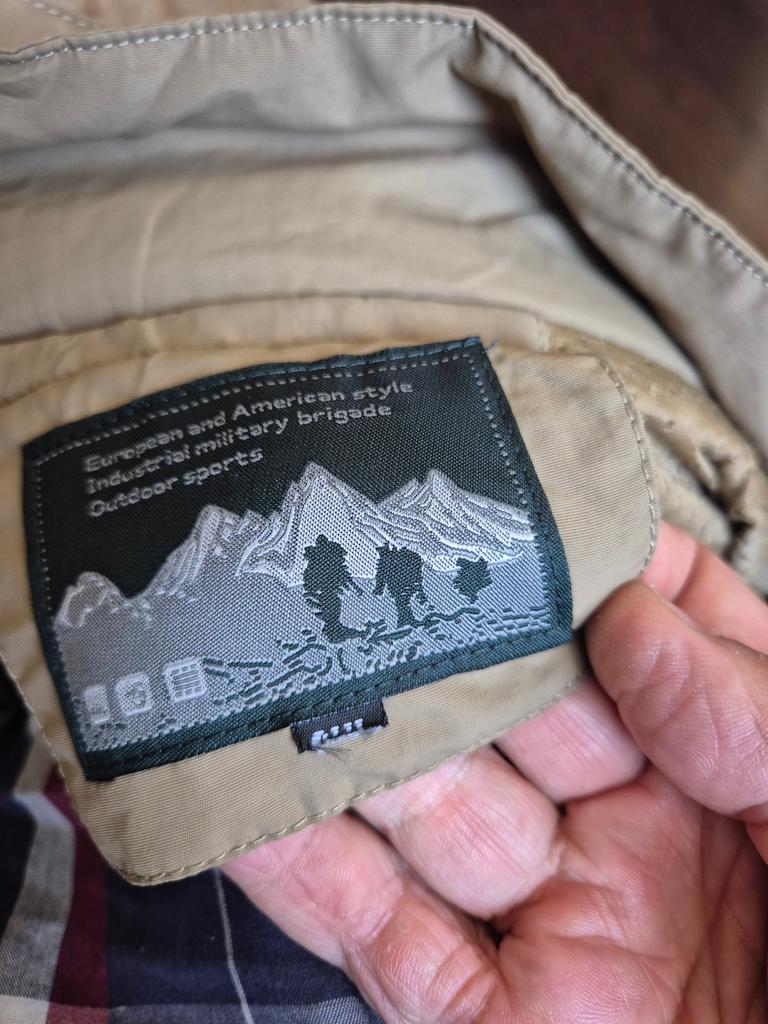 European and American style
Industrial military brigade
Outdoor sports